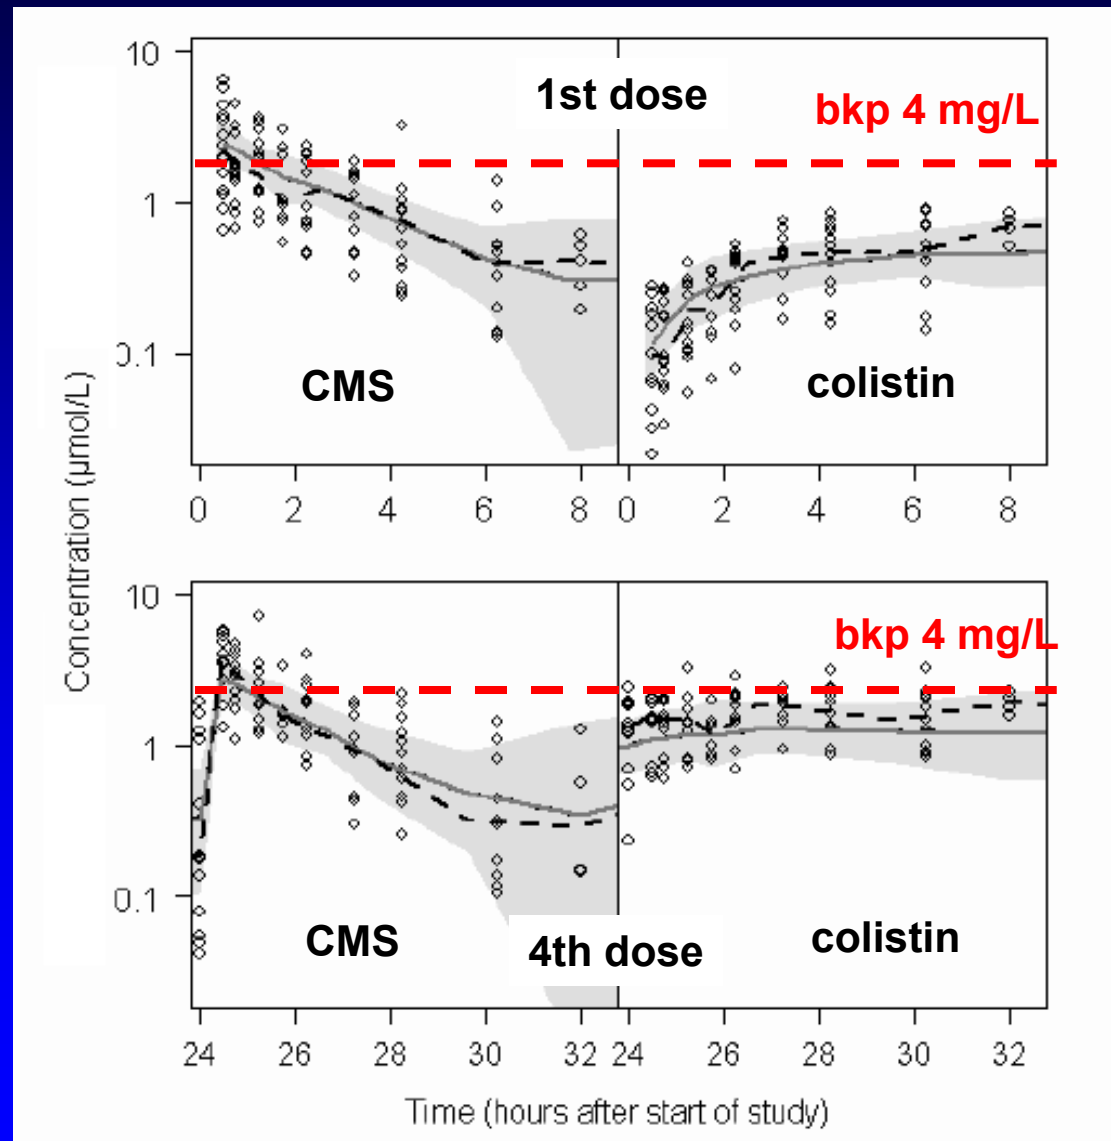 10
1st dose
bkp 4 mg/L
1
0.1
CMS
colistin
0 2 4 6 8 0 2 4 6 8
Concentration (µmol/L)
10
bkp 4 mg/L
1
0.1
CMS
4th dose
colistin
24 26 28 30 32 24 26 28 30 32
Time (hours after start of study)